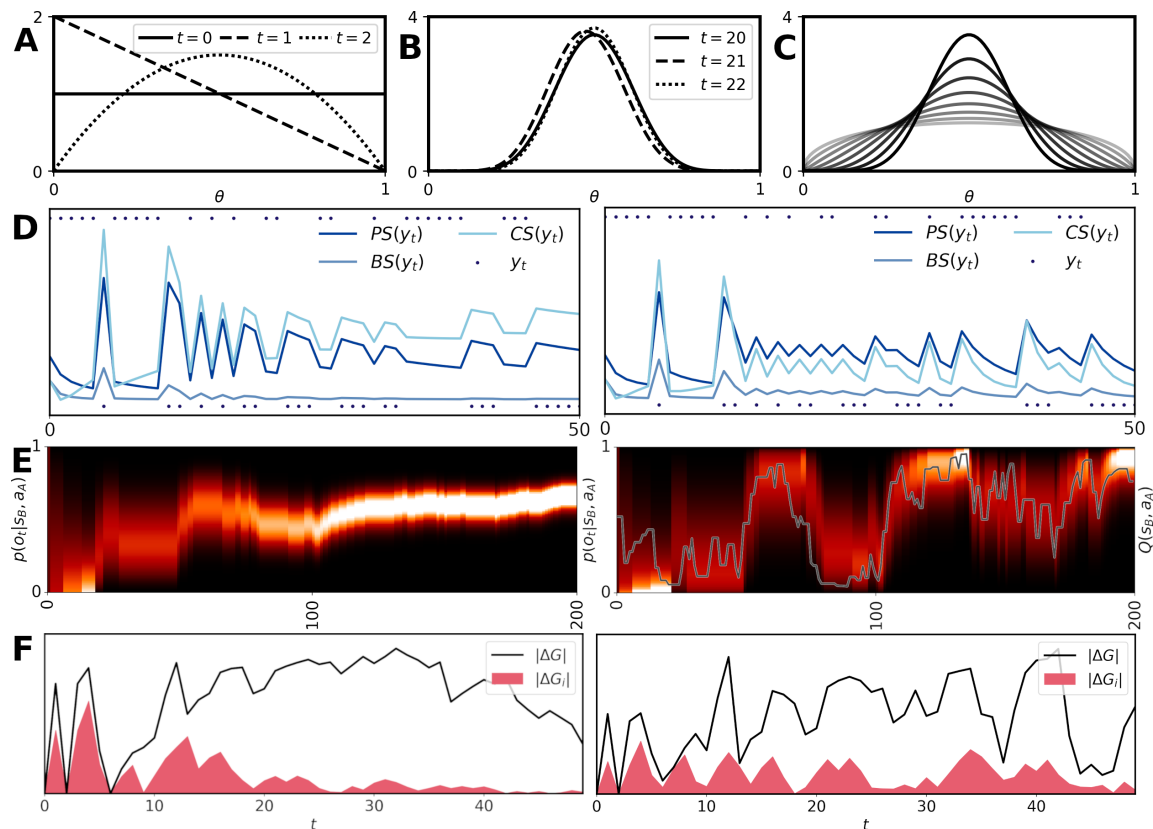 A
2
0
0
1
θ
t = 0
t = 1
t = 2
B
4
0
0
1
θ
t = 20
t = 21
t = 22
C
4
0
0
1
θ
D
PS(y_t)
CS(y_t)
BS(y_t)
y_t
0
50
PS(y_t)
CS(y_t)
BS(y_t)
y_t
0
50
E
1
0
p(o_t|s_B, a_A)
0
100
200
1
0
p(o_t|s_B, a_A)
Q(s_B, a_A)
0
100
200
F
|ΔG|
|ΔG_i|
0
10
20
30
40
t
|ΔG|
|ΔG_i|
0
10
20
30
40
t